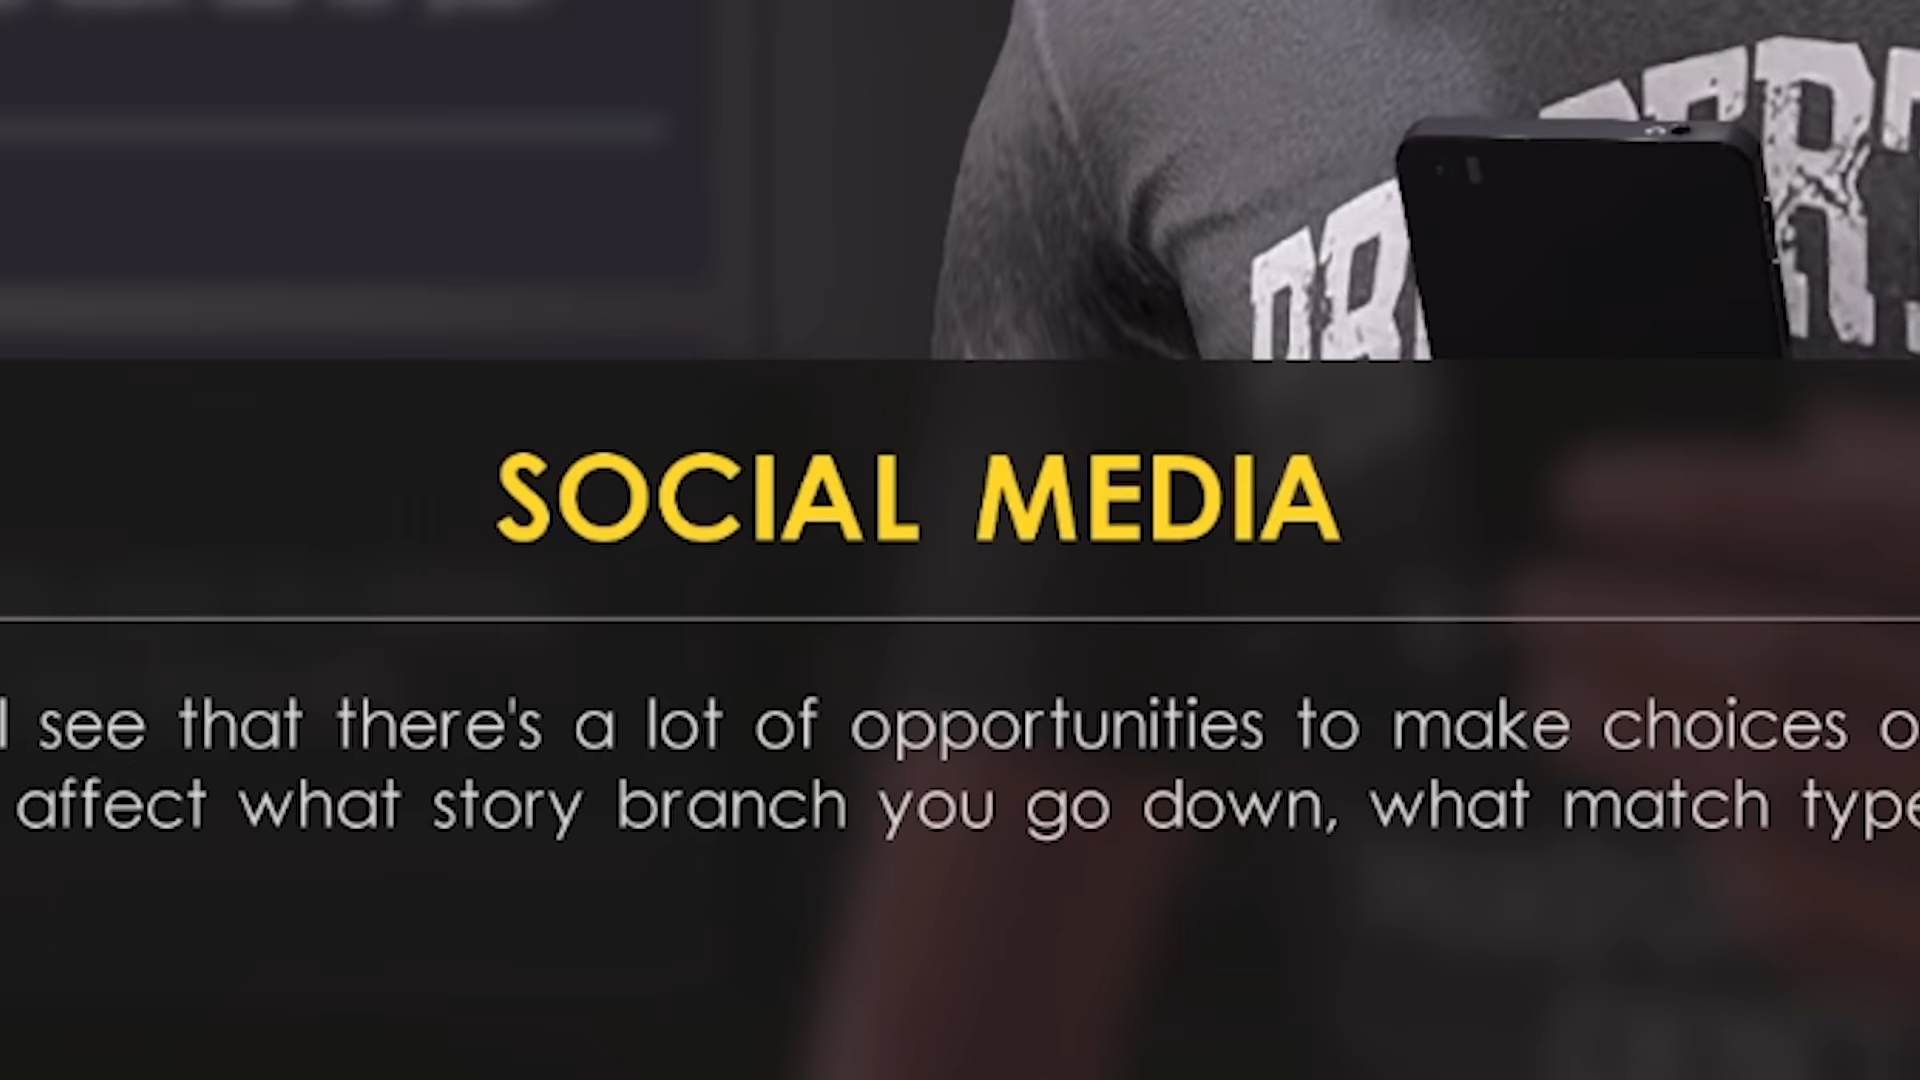 SOCIAL MEDIA
see that there's a lot of opportunities to make choices
affect what story branch you go down, what match